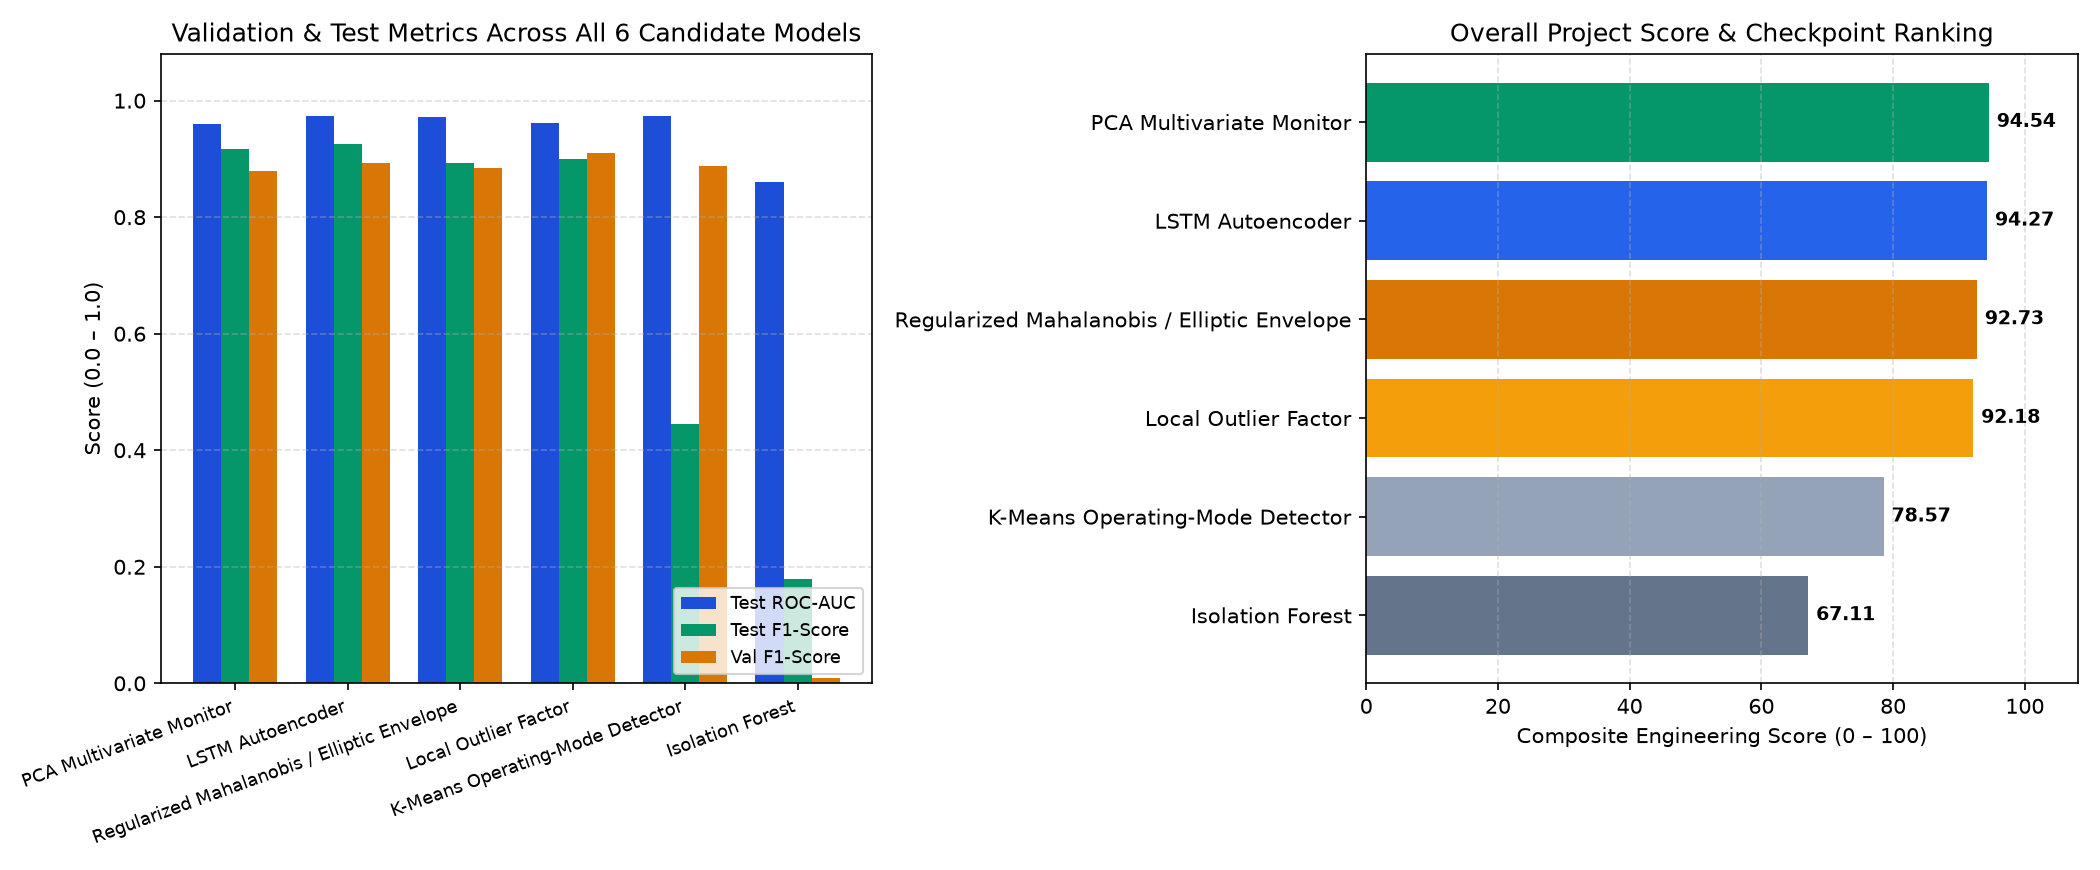 Validation & Test Metrics Across All 6 Candidate Models
Score (0.0 – 1.0)
1.0
0.8
0.6
0.4
0.2
0.0
Test ROC-AUC
Test F1-Score
Val F1-Score
PCA Multivariate Monitor
LSTM Autoencoder
Regularized Mahalanobis / Elliptic Envelope
Local Outlier Factor
K-Means Operating-Mode Detector
Isolation Forest
Overall Project Score & Checkpoint Ranking
PCA Multivariate Monitor
94.54
LSTM Autoencoder
94.27
Regularized Mahalanobis / Elliptic Envelope
92.73
Local Outlier Factor
92.18
K-Means Operating-Mode Detector
78.57
Isolation Forest
67.11
0
20
40
60
80
100
Composite Engineering Score (0 – 100)